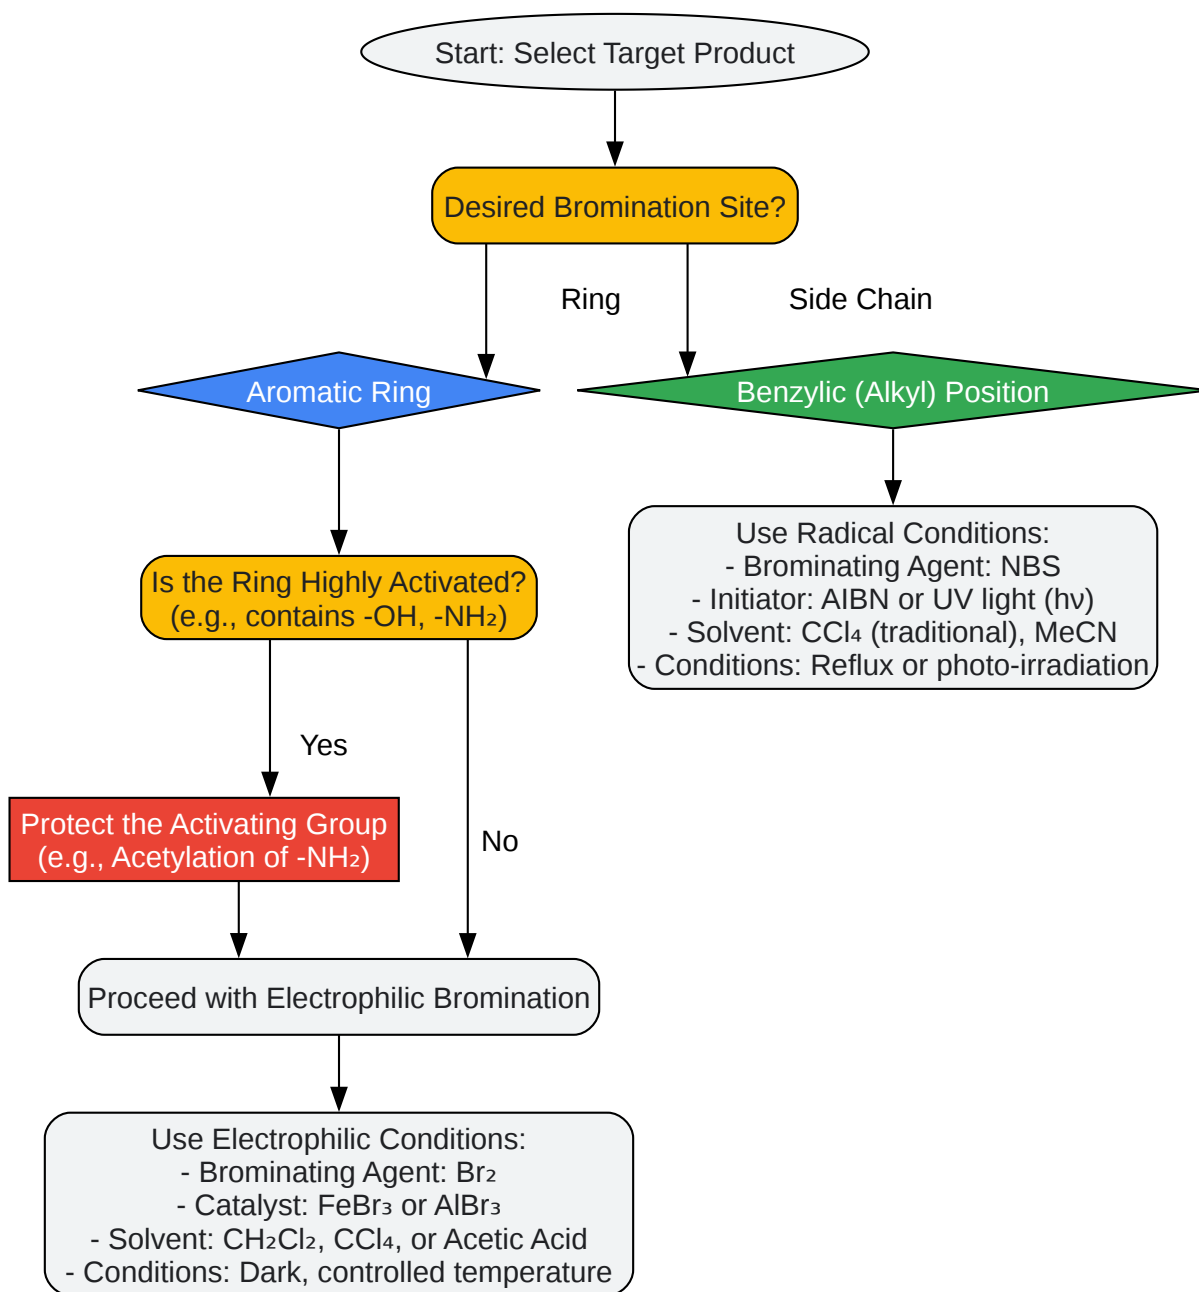 Start: Select Target Product
Desired Bromination Site?
Ring
Side Chain
Aromatic Ring
Benzylic (Alkyl) Position
Use Radical Conditions:
- Brominating Agent: NBS
- Initiator: AIBN or UV light (hν)
- Solvent: CCl₄ (traditional), MeCN
- Conditions: Reflux or photo-irradiation
Is the Ring Highly Activated?
(e.g., contains -OH, -NH₂)
Yes
No
Protect the Activating Group
(e.g., Acetylation of -NH₂)
Proceed with Electrophilic Bromination
Use Electrophilic Conditions:
- Brominating Agent: Br₂
- Catalyst: FeBr₃ or AlBr₃
- Solvent: CH₂Cl₂, CCl₄, or Acetic Acid
- Conditions: Dark, controlled temperature